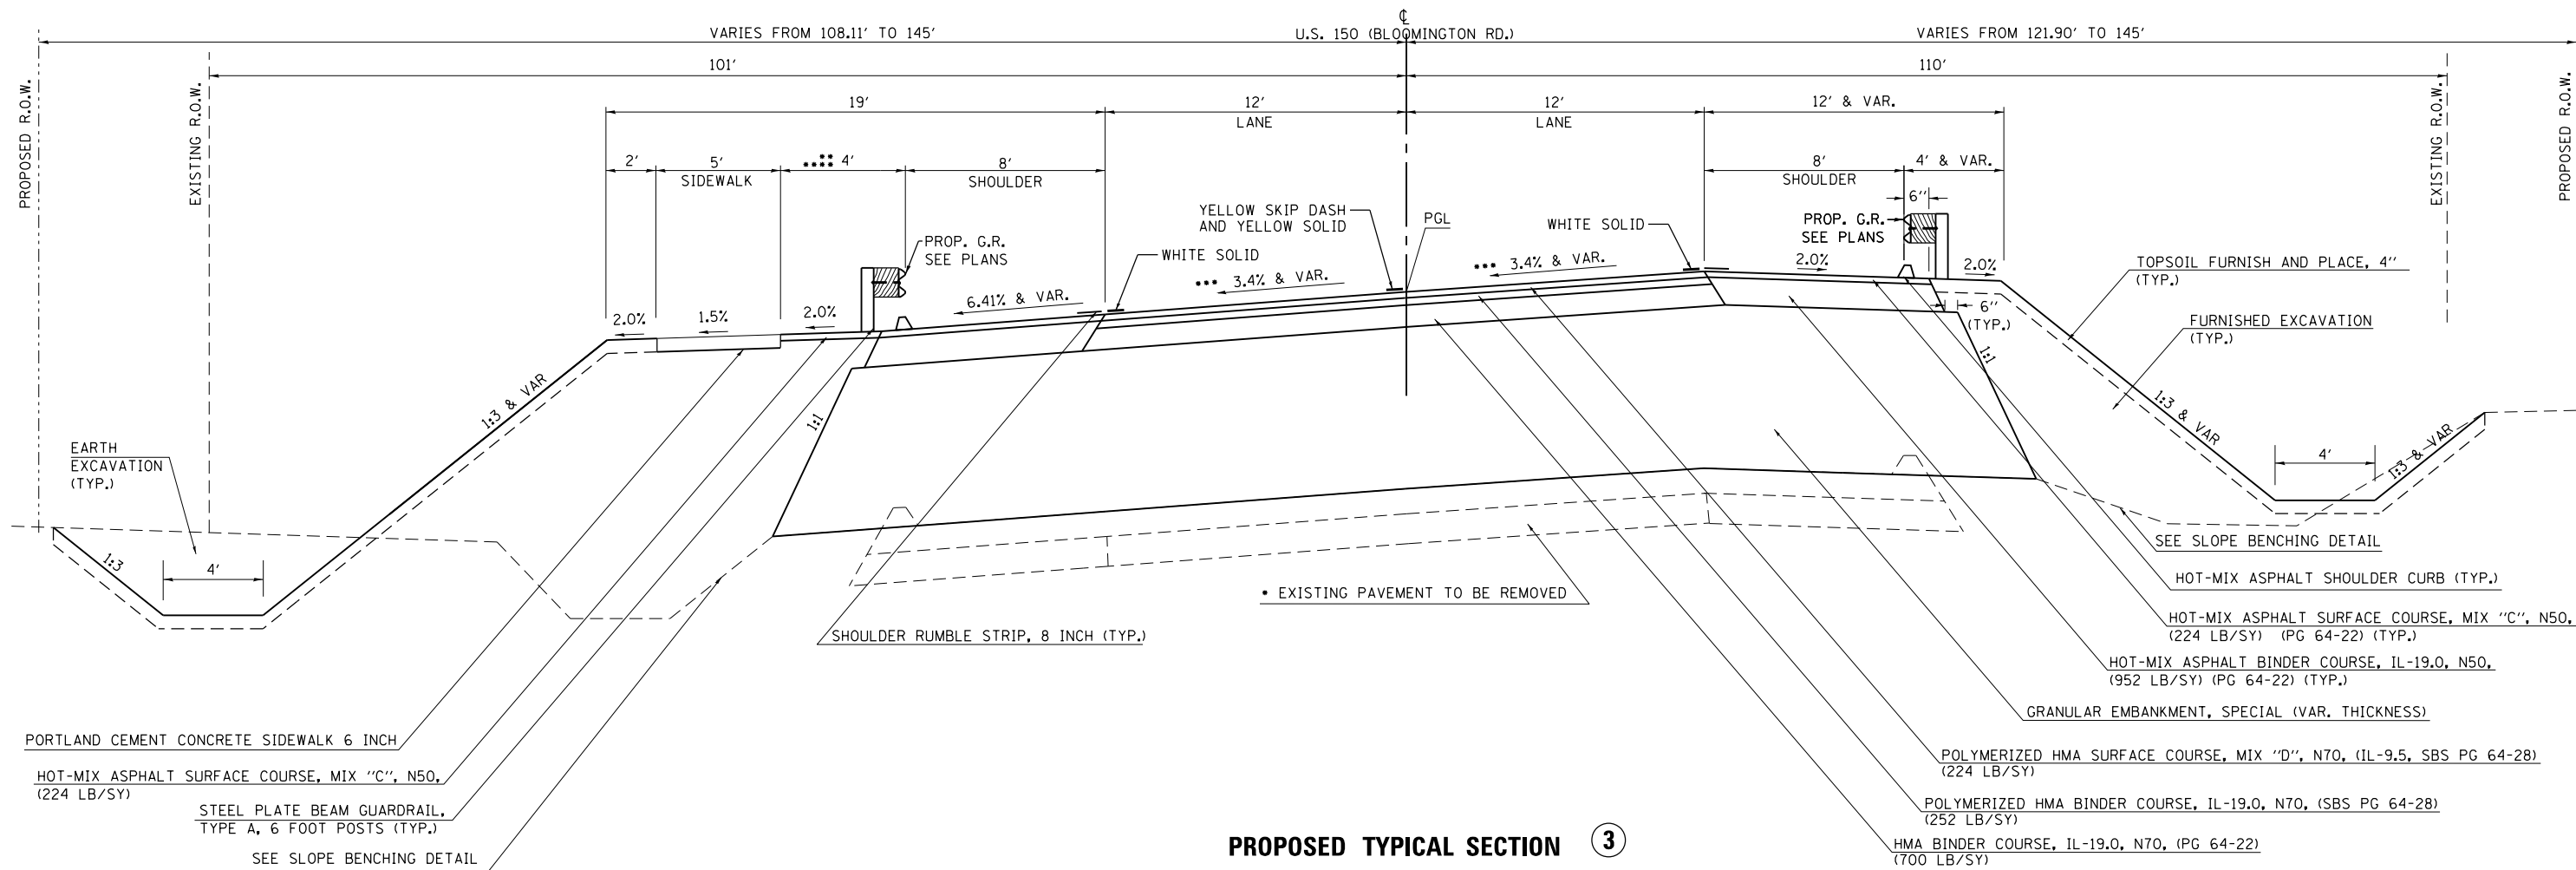 ℄
VARIES FROM 108.11' TO 145'
U.S. 150 (BLOOMINGTON RD.)
VARIES FROM 121.90' TO 145'
101'
110'
PROPOSED R.O.W.
EXISTING R.O.W.
EXISTING R.O.W.
PROPOSED R.O.W.
19'
12'
LANE
12'
LANE
12' & VAR.
2'
5'
SIDEWALK
4'
8'
SHOULDER
8'
SHOULDER
4' & VAR.
6"
YELLOW SKIP DASH
AND YELLOW SOLID
PGL
WHITE SOLID
PROP. G.R.
SEE PLANS
PROP. G.R.
SEE PLANS
WHITE SOLID
*** 3.4% & VAR.
*** 3.4% & VAR.
2.0%
2.0%
6.41% & VAR.
2.0%
1.5%
2.0%
6"
(TYP.)
TOPSOIL FURNISH AND PLACE, 4"
(TYP.)
FURNISHED EXCAVATION
(TYP.)
1:3 & VAR
1:1
1:1
1:3 & VAR
1:3 & VAR
4'
EARTH
EXCAVATION
(TYP.)
1:3
4'
SEE SLOPE BENCHING DETAIL
* EXISTING PAVEMENT TO BE REMOVED
HOT-MIX ASPHALT SHOULDER CURB (TYP.)
SHOULDER RUMBLE STRIP, 8 INCH (TYP.)
HOT-MIX ASPHALT SURFACE COURSE, MIX "C", N50,
(224 LB/SY) (PG 64-22) (TYP.)
HOT-MIX ASPHALT BINDER COURSE, IL-19.0, N50,
(952 LB/SY) (PG 64-22) (TYP.)
GRANULAR EMBANKMENT, SPECIAL (VAR. THICKNESS)
PORTLAND CEMENT CONCRETE SIDEWALK 6 INCH
POLYMERIZED HMA SURFACE COURSE, MIX "D", N70, (IL-9.5, SBS PG 64-28)
(224 LB/SY)
HOT-MIX ASPHALT SURFACE COURSE, MIX "C", N50,
(224 LB/SY)
POLYMERIZED HMA BINDER COURSE, IL-19.0, N70, (SBS PG 64-28)
(252 LB/SY)
STEEL PLATE BEAM GUARDRAIL,
TYPE A, 6 FOOT POSTS (TYP.)
HMA BINDER COURSE, IL-19.0, N70, (PG 64-22)
(700 LB/SY)
SEE SLOPE BENCHING DETAIL
PROPOSED TYPICAL SECTION 3